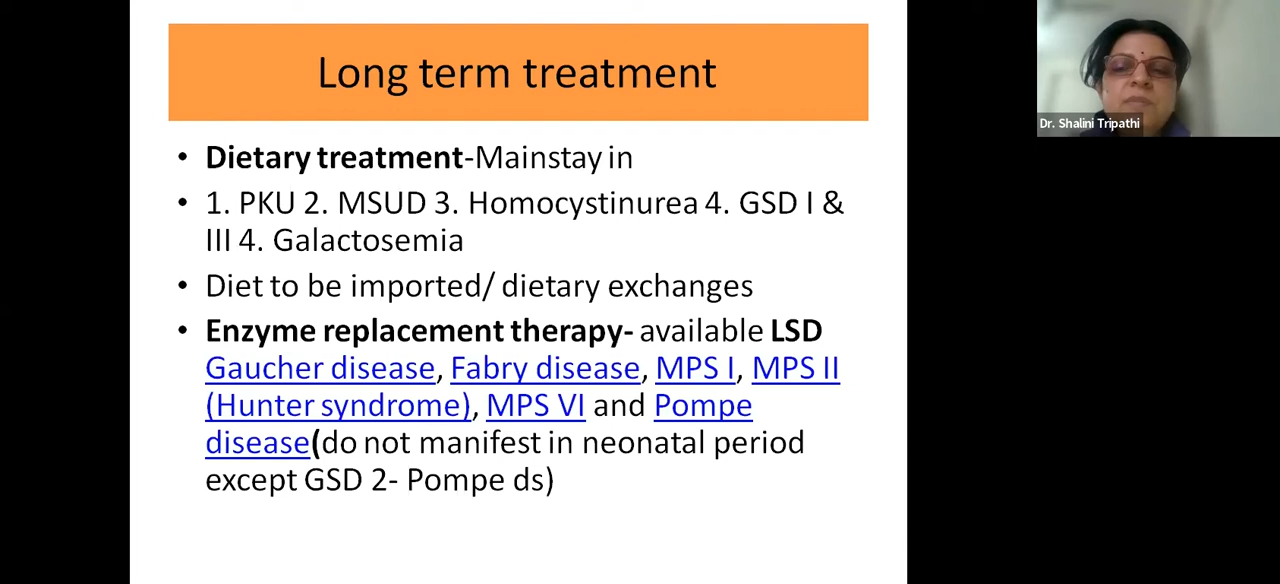 Long term treatment
• Dietary treatment-Mainstay in
• 1. PKU 2. MSUD 3. Homocystinurea 4. GSD I &
III 4. Galactosemia
• Diet to be imported/ dietary exchanges
• Enzyme replacement therapy- available LSD
Gaucher disease, Fabry disease, MPS I, MPS II
(Hunter syndrome), MPS VI and Pompe
disease(do not manifest in neonatal period
except GSD 2- Pompe ds)
Dr. Shalini Tripathi